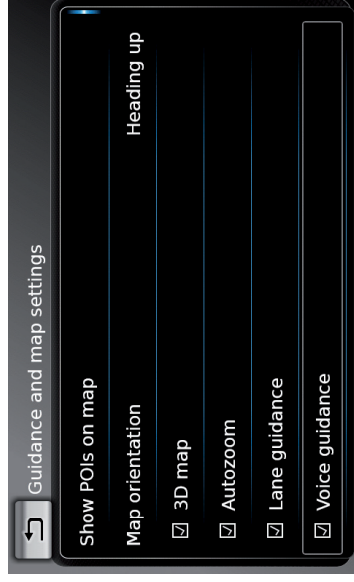 Guidance and map settings
Show POIs on map
Map orientation Heading up
3D map
Autozoom
Lane guidance
Voice guidance